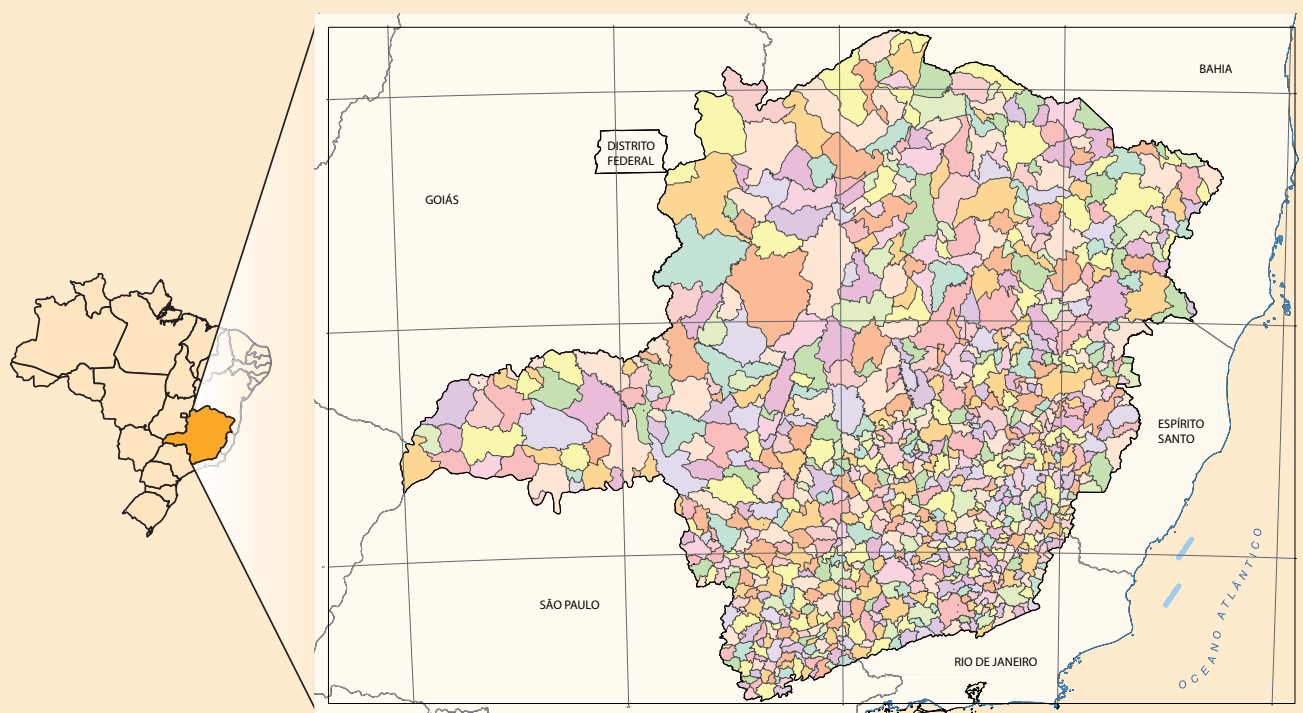 BAHIA
DISTRITO
FEDERAL
GOIÁS
ESPÍRITO
SANTO
SÃO PAULO
RIO DE JANEIRO
OCEANO ATLÂNTICO